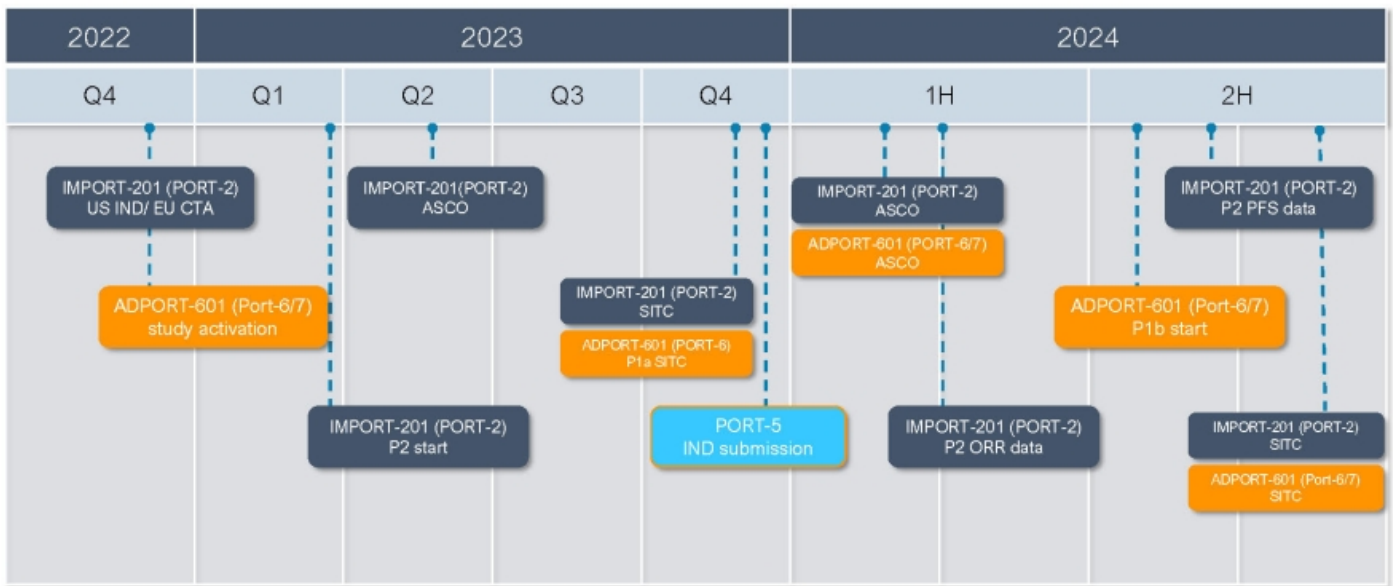 2022
2023
2024
Q4
Q1
Q2
Q3
Q4
1H
2H
IMPORT-201 (PORT-2)
US IND/ EU CTA
ADPORT-601 (Port-6/7)
study activation
IMPORT-201 (PORT-2)
P2 start
IMPORT-201(PORT-2)
ASCO
IMPORT-201 (PORT-2)
SITC
ADPORT-601 (PORT-6)
P1a SITC
PORT-5
IND submission
IMPORT-201 (PORT-2)
ASCO
ADPORT-601 (PORT-6/7)
ASCO
IMPORT-201 (PORT-2)
P2 ORR data
ADPORT-601 (Port-6/7)
P1b start
IMPORT-201 (PORT-2)
P2 PFS data
IMPORT-201 (PORT-2)
SITC
ADPORT-601 (Port-6/7)
SITC